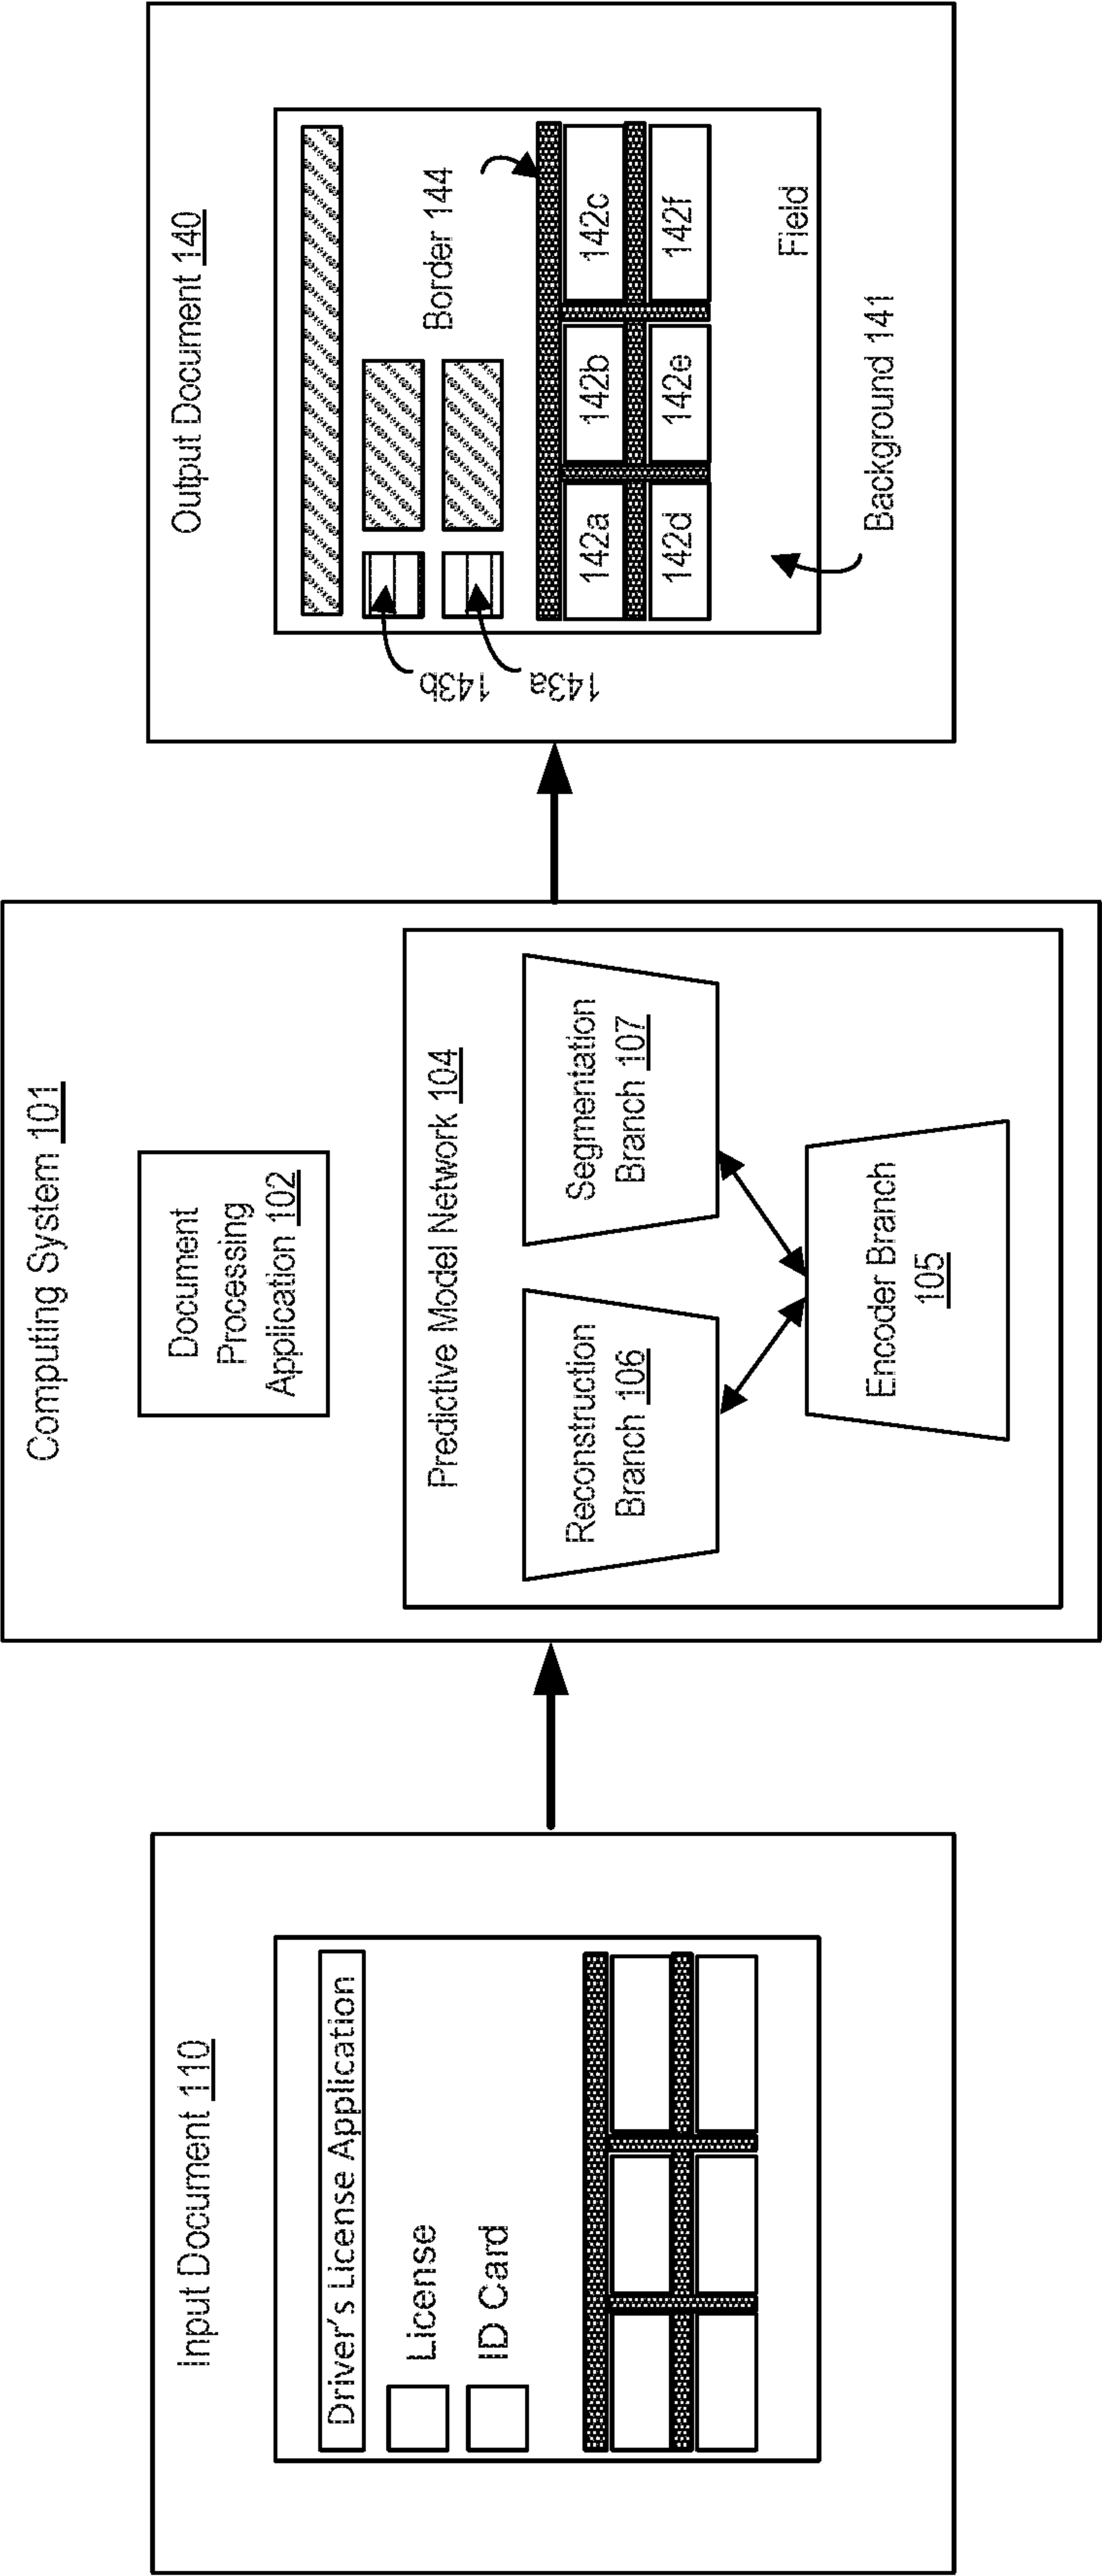 Input Document 110
Driver's License Application
License
ID Card
Computing System 101
Document
Processing
Application 102
Predictive Model Network 104
Reconstruction
Branch 106
Segmentation
Branch 107
Encoder Branch
105
Output Document 140
143b
143a
Border 144
142a
142b
142c
142d
142e
142f
Field
Background 141